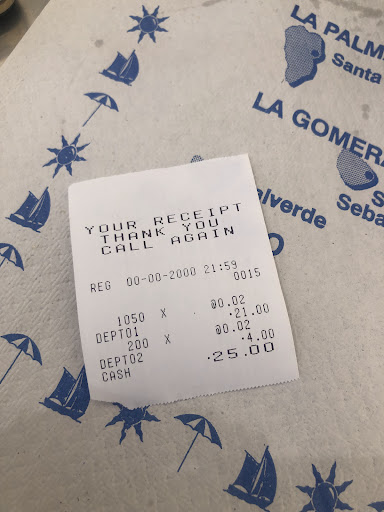 LA PALM
Santa
LA GOMERA
S
Seba
lverde
O
YOUR RECEIPT
THANK YOU
CALL AGAIN
REG 00-00-2000 21:59
0015
1050 X @0.02
DEPT01 ·21.00
200 X @0.02
DEPT02 ·4.00
CASH ·25.00